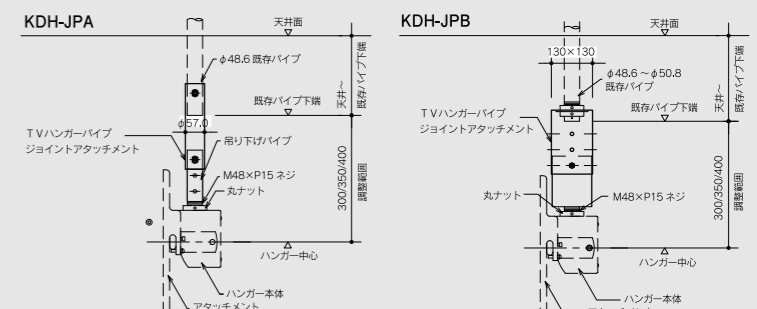 KDH-JPA
天井面
φ48.6 既存パイプ
天井～
既存パイプ下端
既存パイプ下端
φ57.0
TVハンガーパイプ
ジョイントアタッチメント
吊り下げパイプ
M48×P15 ネジ
丸ナット
300/350/400
調整範囲
ハンガー中心
ハンガー本体
アタッチメント
KDH-JPB
天井面
130×130
φ48.6～φ50.8
既存パイプ
天井～
既存パイプ下端
既存パイプ下端
TVハンガーパイプ
ジョイントアタッチメント
丸ナット
M48×P15 ネジ
300/350/400
調整範囲
ハンガー中心
ハンガー本体